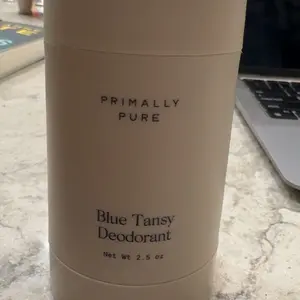 PRIMALLY
PURE
Blue Tansy
Deodorant
Net Wt 2.5 oz